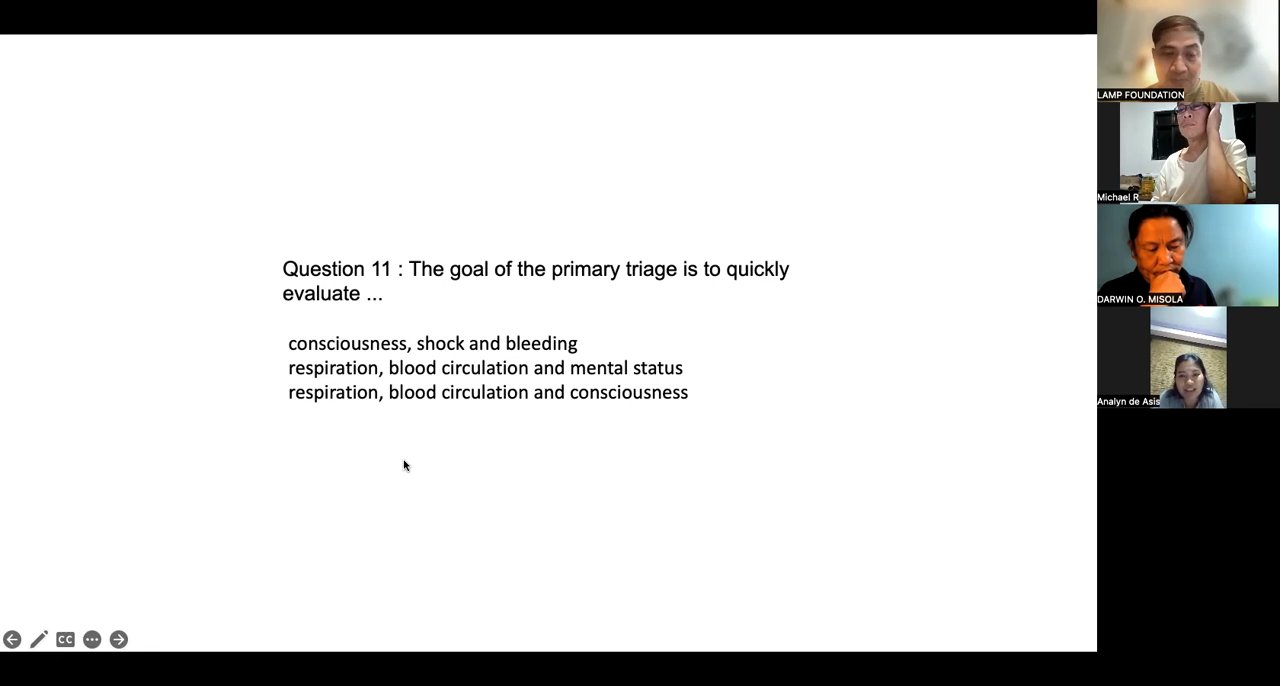 Question 11 : The goal of the primary triage is to quickly
evaluate ...
consciousness, shock and bleeding
respiration, blood circulation and mental status
respiration, blood circulation and consciousness
LAMP FOUNDATION
Michael R
DARWIN O. MISOLA
Analyn de Asis
CC